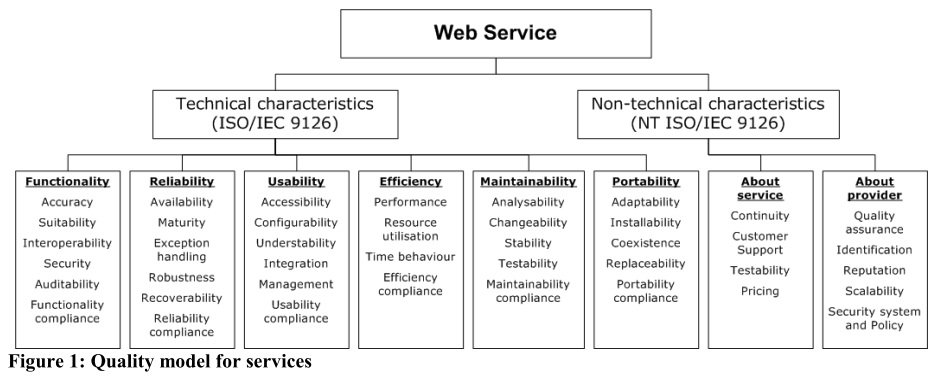 Web Service
Technical characteristics
(ISO/IEC 9126)
Non-technical characteristics
(NT ISO/IEC 9126)
Functionality
Accuracy
Suitability
Interoperability
Security
Auditability
Functionality
compliance
Reliability
Availability
Maturity
Exception
handling
Robustness
Recoverability
Reliability
compliance
Usability
Accessibility
Configurability
Understability
Integration
Management
Usability
compliance
Efficiency
Performance
Resource
utilisation
Time behaviour
Efficiency
compliance
Maintainability
Analysability
Changeability
Stability
Testability
Maintainability
compliance
Portability
Adaptability
Installability
Coexistence
Replaceability
Portability
compliance
About
service
Continuity
Customer
Support
Testability
Pricing
About
provider
Quality
assurance
Identification
Reputation
Scalability
Security system
and Policy
Figure 1: Quality model for services